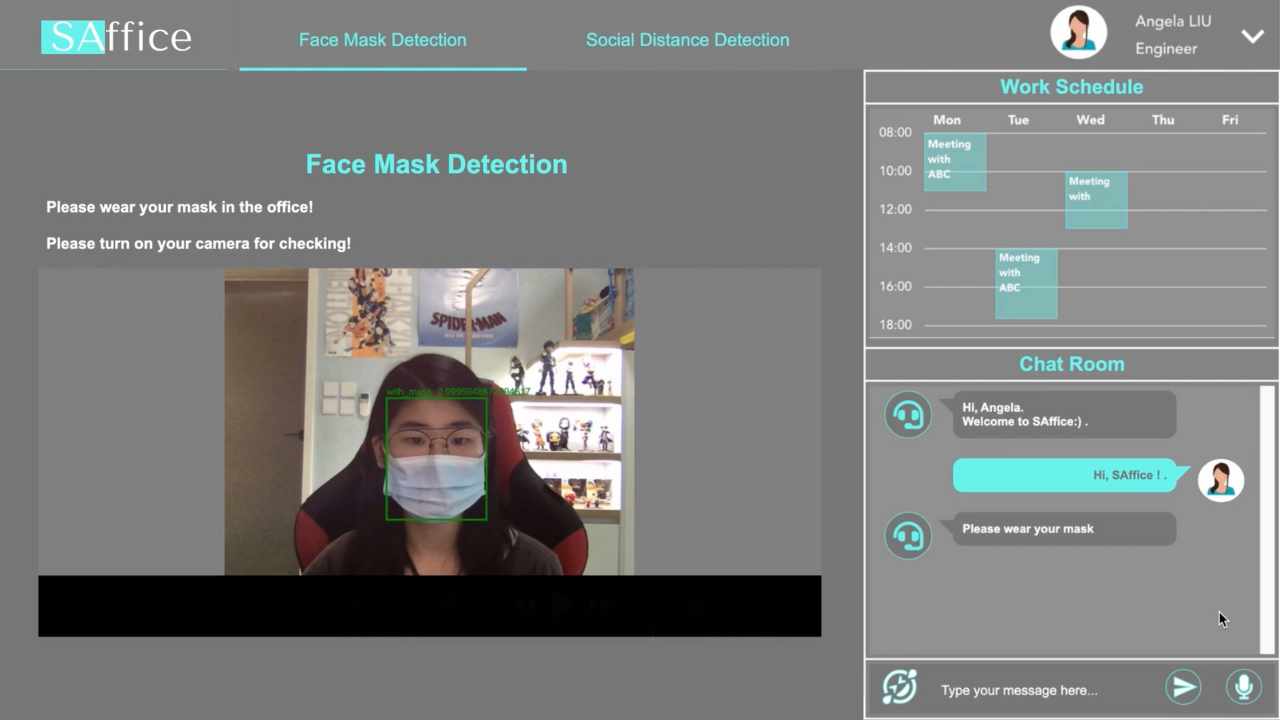 SAffice
Face Mask Detection
Social Distance Detection
Angela LIU
Engineer
Face Mask Detection
Please wear your mask in the office!
Please turn on your camera for checking!
SPIDER-MAN
with_mask
Work Schedule
Mon Tue Wed Thu Fri
08:00
10:00
12:00
14:00
16:00
18:00
Meeting
with
ABC
Meeting
with
Meeting
with
ABC
Chat Room
Hi, Angela.
Welcome to SAffice:) .
Hi, SAffice ! .
Please wear your mask
Type your message here...